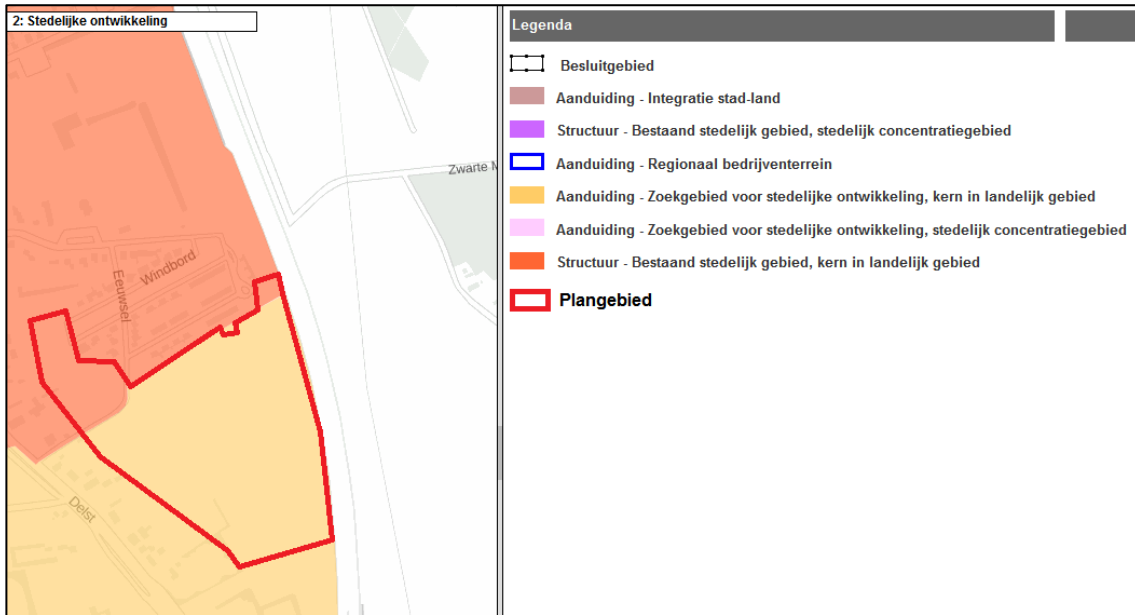 2: Stedelijke ontwikkeling
Zwarte M
Windbord
Eeuwsel
Delst
Legenda
Besluitgebied
Aanduiding - Integratie stad-land
Structuur - Bestaand stedelijk gebied, stedelijk concentratiegebied
Aanduiding - Regionaal bedrijventerrein
Aanduiding - Zoekgebied voor stedelijke ontwikkeling, kern in landelijk gebied
Aanduiding - Zoekgebied voor stedelijke ontwikkeling, stedelijk concentratiegebied
Structuur - Bestaand stedelijk gebied, kern in landelijk gebied
Plangebied